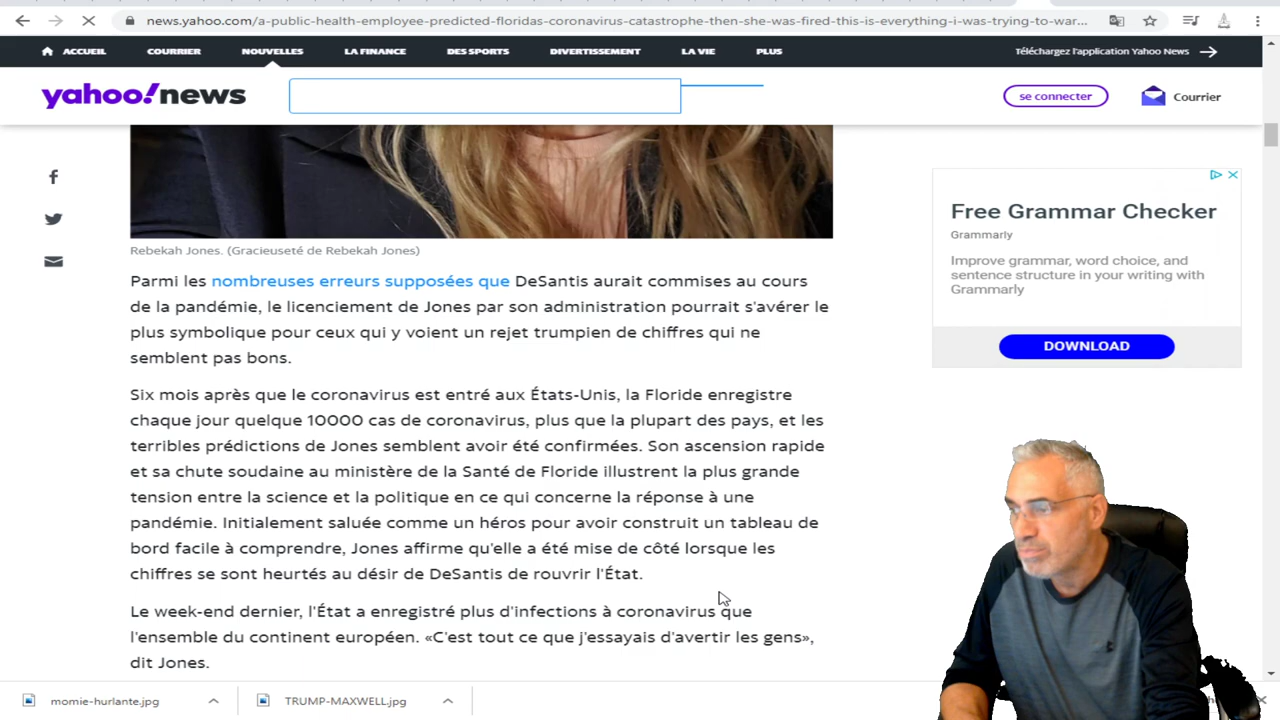 news.yahoo.com/a-public-health-employee-predicted-floridas-coronavirus-catastrophe-then-she-was-fired-this-is-everything-i-was-trying-to-war...
ACCUEIL COURRIER NOUVELLES LA FINANCE DES SPORTS DIVERTISSEMENT LA VIE PLUS Téléchargez l'application Yahoo News
yahoo!news se connecter Courrier
Rebekah Jones. (Gracieuseté de Rebekah Jones)
Parmi les nombreuses erreurs supposées que DeSantis aurait commises au cours
de la pandémie, le licenciement de Jones par son administration pourrait s'avérer le
plus symbolique pour ceux qui y voient un rejet trumpien de chiffres qui ne
semblent pas bons.
Six mois après que le coronavirus est entré aux États-Unis, la Floride enregistre
chaque jour quelque 10000 cas de coronavirus, plus que la plupart des pays, et les
terribles prédictions de Jones semblent avoir été confirmées. Son ascension rapide
et sa chute soudaine au ministère de la Santé de Floride illustrent la plus grande
tension entre la science et la politique en ce qui concerne la réponse à une
pandémie. Initialement saluée comme un héros pour avoir construit un tableau de
bord facile à comprendre, Jones affirme qu'elle a été mise de côté lorsque les
chiffres se sont heurtés au désir de DeSantis de rouvrir l'État.
Le week-end dernier, l'État a enregistré plus d'infections à coronavirus que
l'ensemble du continent européen. «C'est tout ce que j'essayais d'avertir les gens»,
dit Jones.
Free Grammar Checker
Grammarly
Improve grammar, word choice, and
sentence structure in your writing with
Grammarly
DOWNLOAD
momie-hurlante.jpg
TRUMP-MAXWELL.jpg